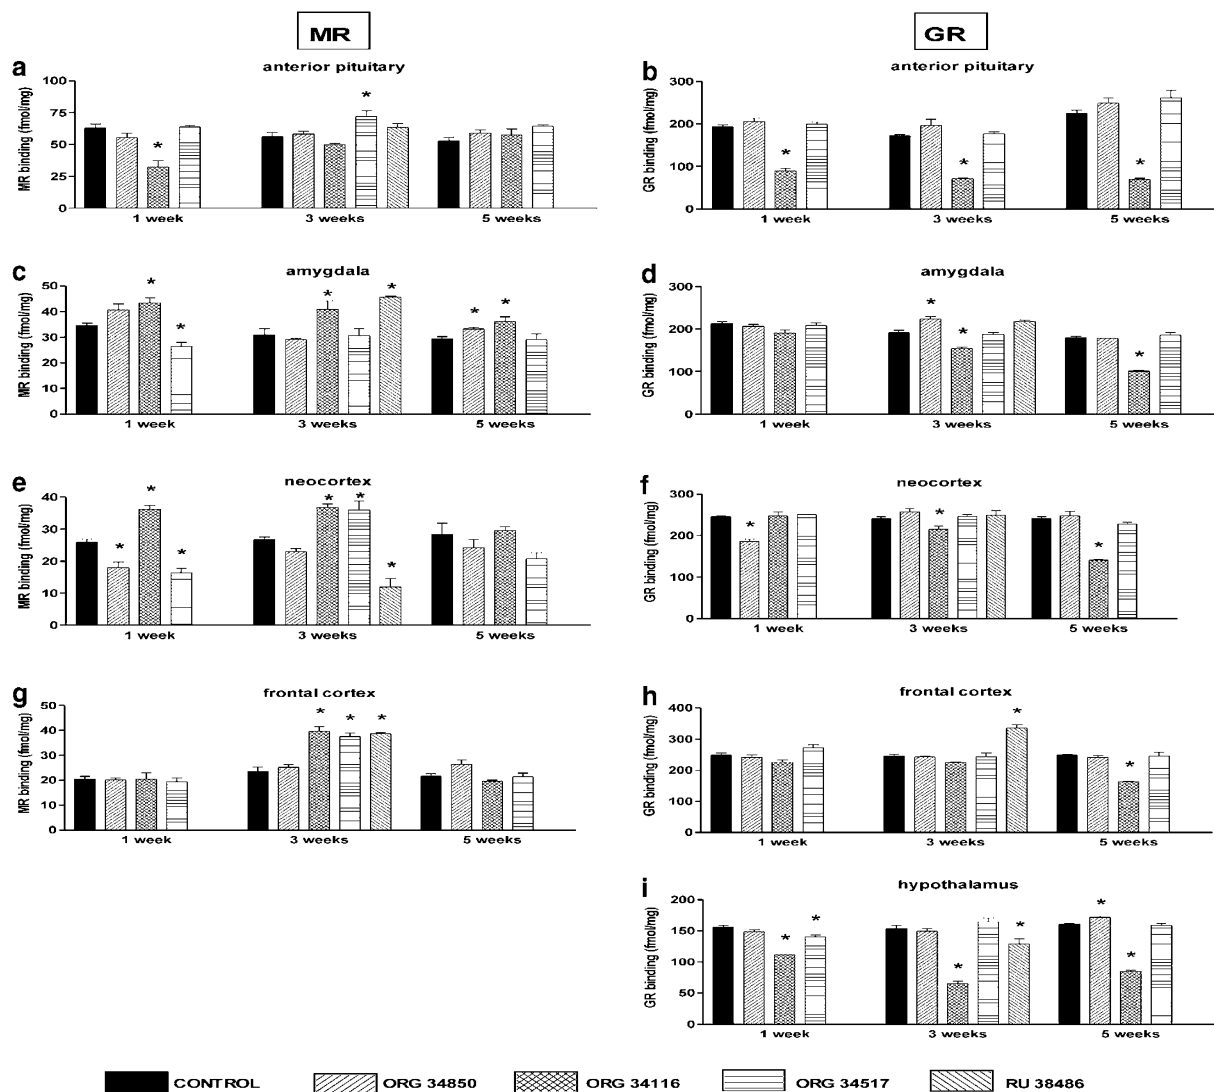 MR
GR
a
anterior pituitary
MR binding (fmol/mg)
100
75
50
25
0
*
*
1 week
3 weeks
5 weeks
b
anterior pituitary
GR binding (fmol/mg)
300
200
100
0
*
*
*
1 week
3 weeks
5 weeks
c
amygdala
MR binding (fmol/mg)
50
40
30
20
10
0
*
*
*
*
*
*
1 week
3 weeks
5 weeks
d
amygdala
GR binding (fmol/mg)
300
200
100
0
*
*
*
1 week
3 weeks
5 weeks
e
neocortex
MR binding (fmol/mg)
40
30
20
10
0
*
*
*
*
*
*
1 week
3 weeks
5 weeks
f
neocortex
GR binding (fmol/mg)
300
200
100
0
*
*
*
1 week
3 weeks
5 weeks
g
frontal cortex
MR binding (fmol/mg)
50
40
30
20
10
0
*
*
*
1 week
3 weeks
5 weeks
h
frontal cortex
GR binding (fmol/mg)
400
300
200
100
0
*
*
1 week
3 weeks
5 weeks
i
hypothalamus
GR binding (fmol/mg)
200
150
100
50
0
*
*
*
*
*
*
1 week
3 weeks
5 weeks
CONTROL
ORG 34850
ORG 34116
ORG 34517
RU 38486